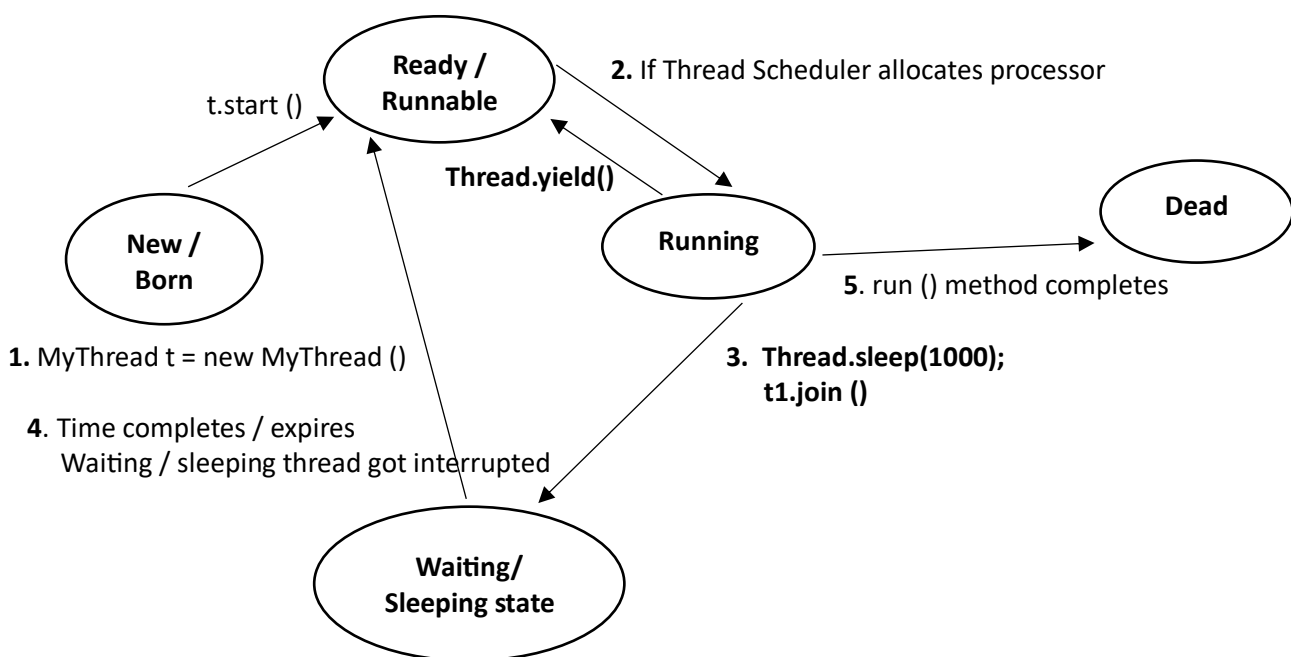 Ready /
Runnable
2. If Thread Scheduler allocates processor
t.start ()
Thread.yield()
Dead
New /
Born
Running
5. run () method completes
1. MyThread t = new MyThread ()
3. Thread.sleep(1000);
t1.join ()
4. Time completes / expires
Waiting / sleeping thread got interrupted
Waiting/
Sleeping state